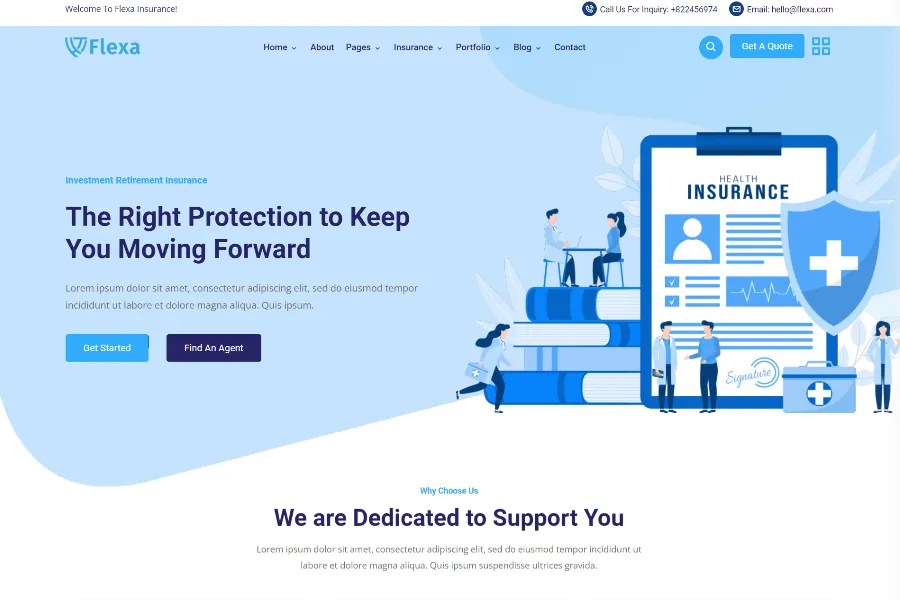 Welcome To Flexa Insurance!
Call Us For Inquiry: +822456974
Email: hello@flexa.com
Flexa
Home
About
Pages
Insurance
Portfolio
Blog
Contact
Get A Quote
Investment Retirement Insurance
The Right Protection to Keep
You Moving Forward
Lorem ipsum dolor sit amet, consectetur adipiscing elit, sed do eiusmod tempor
incididunt ut labore et dolore magna aliqua. Quis ipsum.
Get Started
Find An Agent
HEALTH
INSURANCE
Signature
Why Choose Us
We are Dedicated to Support You
Lorem ipsum dolor sit amet, consectetur adipiscing elit, sed do eiusmod tempor incididunt ut
labore et dolore magna aliqua. Quis ipsum suspendisse ultrices gravida.